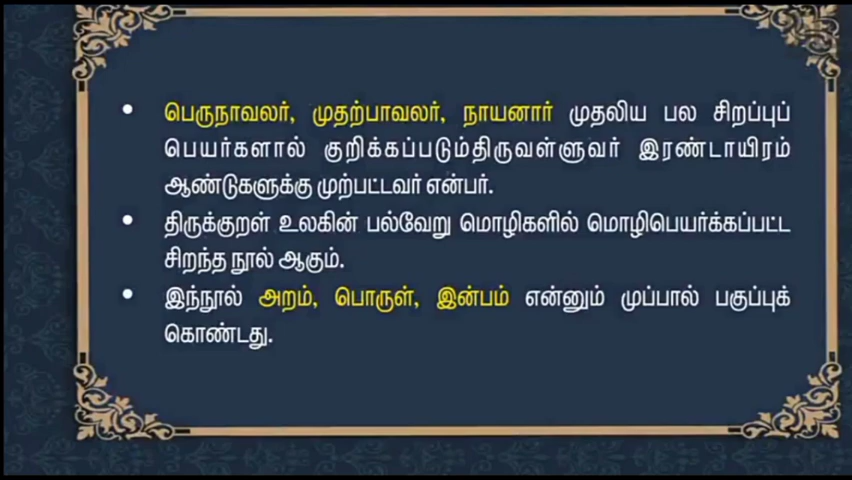 • பெருநாவலர், முதற்பாவலர், நாயனார் முதலிய பல சிறப்புப்
பெயர்களால் குறிக்கப்படும்திருவள்ளுவர் இரண்டாயிரம்
ஆண்டுகளுக்கு முற்பட்டவர் என்பர்.
• திருக்குறள் உலகின் பல்வேறு மொழிகளில் மொழிபெயர்க்கப்பட்ட
சிறந்த நூல் ஆகும்.
• இந்நூல் அறம், பொருள், இன்பம் என்னும் முப்பால் பகுப்புக்
கொண்டது.